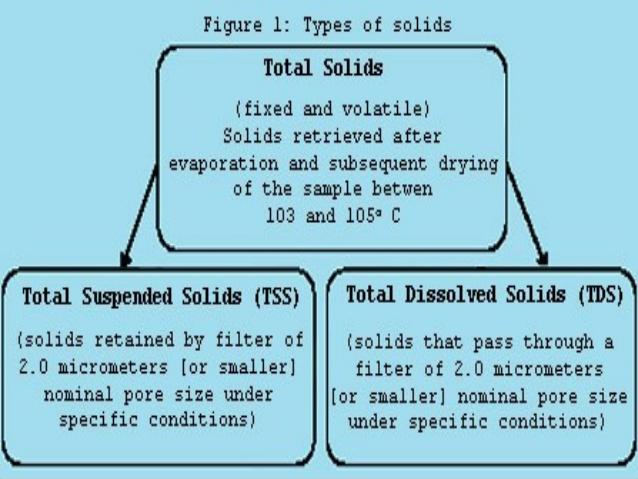 Figure 1: Types of solids
Total Solids
(fixed and volatile)
Solids retrieved after
evaporation and subsequent drying
of the sample betwen
103 and 105º C
Total Suspended Solids (TSS)
(solids retained by filter of
2.0 micrometers [or smaller]
nominal pore size under
specific conditions)
Total Dissolved Solids (TDS)
(solids that pass through a
filter of 2.0 micrometers
[or smaller] nominal pore size
under specific conditions)